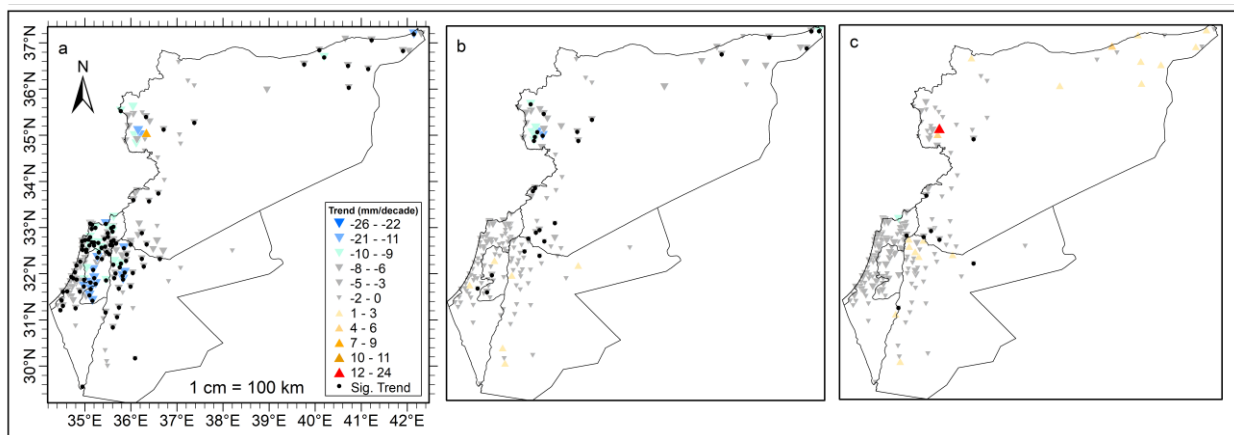 a
b
c
N
37°N
36°N
35°N
34°N
33°N
32°N
31°N
30°N
Trend (mm/decade)
-26 - -22
-21 - -11
-10 - -9
-8 - -6
-5 - -3
-2 - 0
1 - 3
4 - 6
7 - 9
10 - 11
12 - 24
Sig. Trend
1 cm = 100 km
35°E 36°E 37°E 38°E 39°E 40°E 41°E 42°E